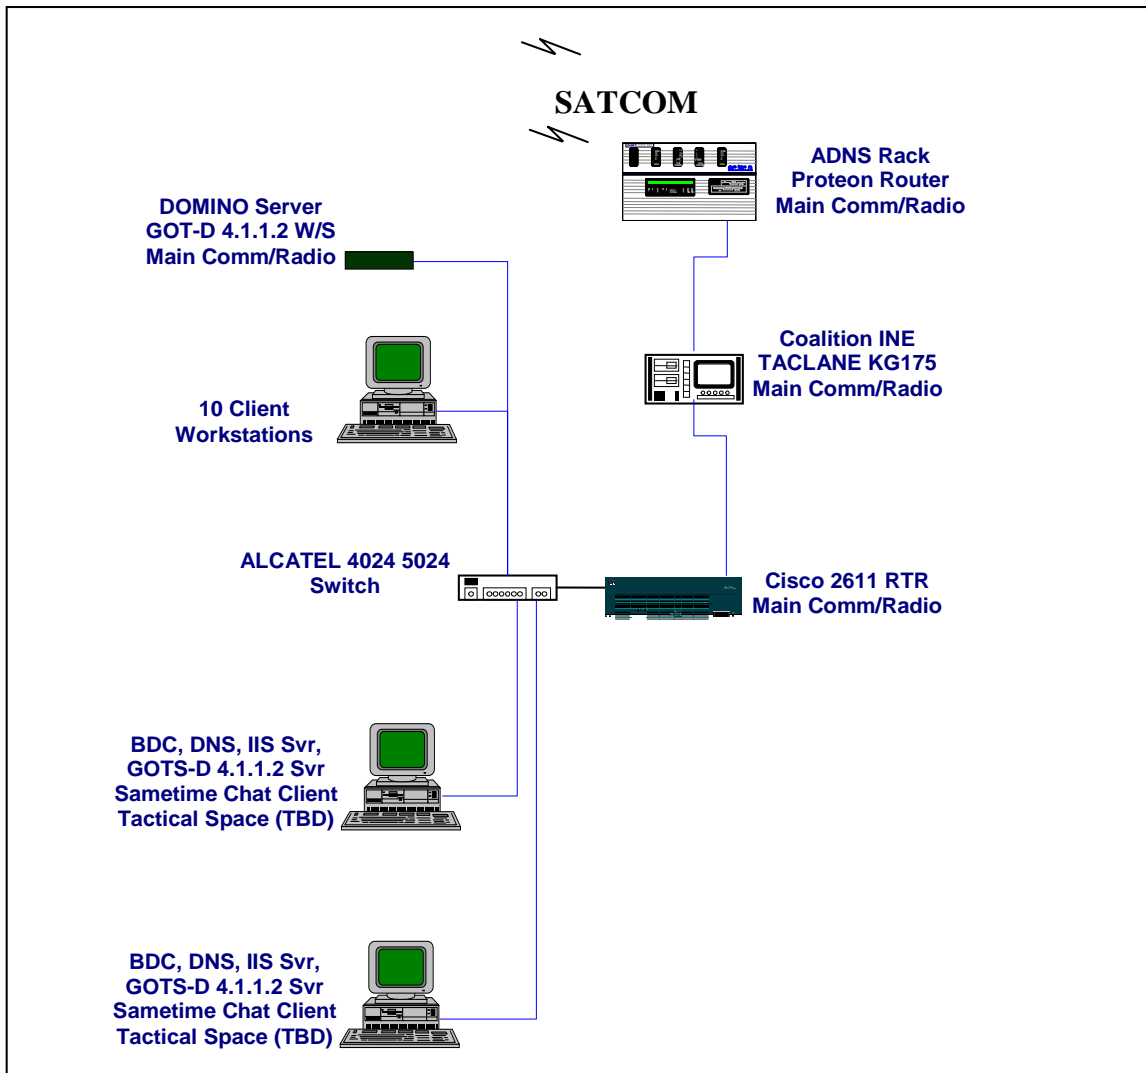 SATCOM
ADNS Rack
Proteon Router
Main Comm/Radio
DOMINO Server
GOT-D 4.1.1.2 W/S
Main Comm/Radio
Coalition INE
TACLANE KG175
Main Comm/Radio
10 Client
Workstations
ALCATEL 4024 5024
Switch
Cisco 2611 RTR
Main Comm/Radio
BDC, DNS, IIS Svr,
GOTS-D 4.1.1.2 Svr
Sametime Chat Client
Tactical Space (TBD)
BDC, DNS, IIS Svr,
GOTS-D 4.1.1.2 Svr
Sametime Chat Client
Tactical Space (TBD)